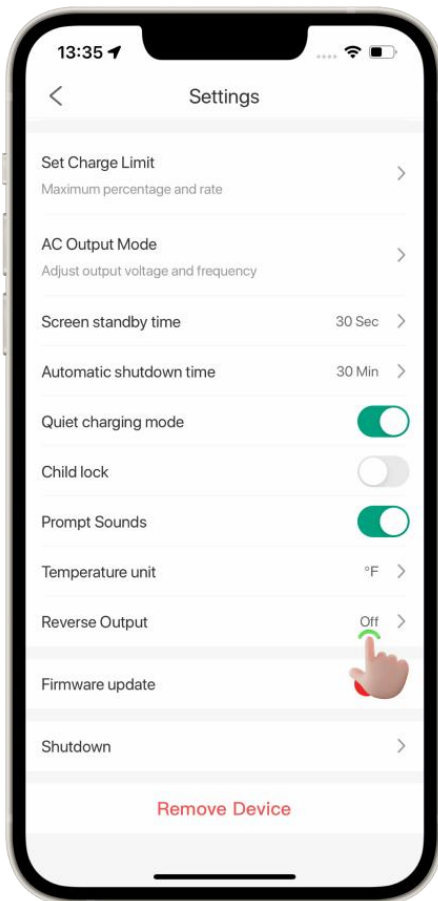 13:35
Settings
Set Charge Limit
Maximum percentage and rate
AC Output Mode
Adjust output voltage and frequency
Screen standby time 30 Sec
Automatic shutdown time 30 Min
Quiet charging mode
Child lock
Prompt Sounds
Temperature unit °F
Reverse Output Off
Firmware update
Shutdown
Remove Device